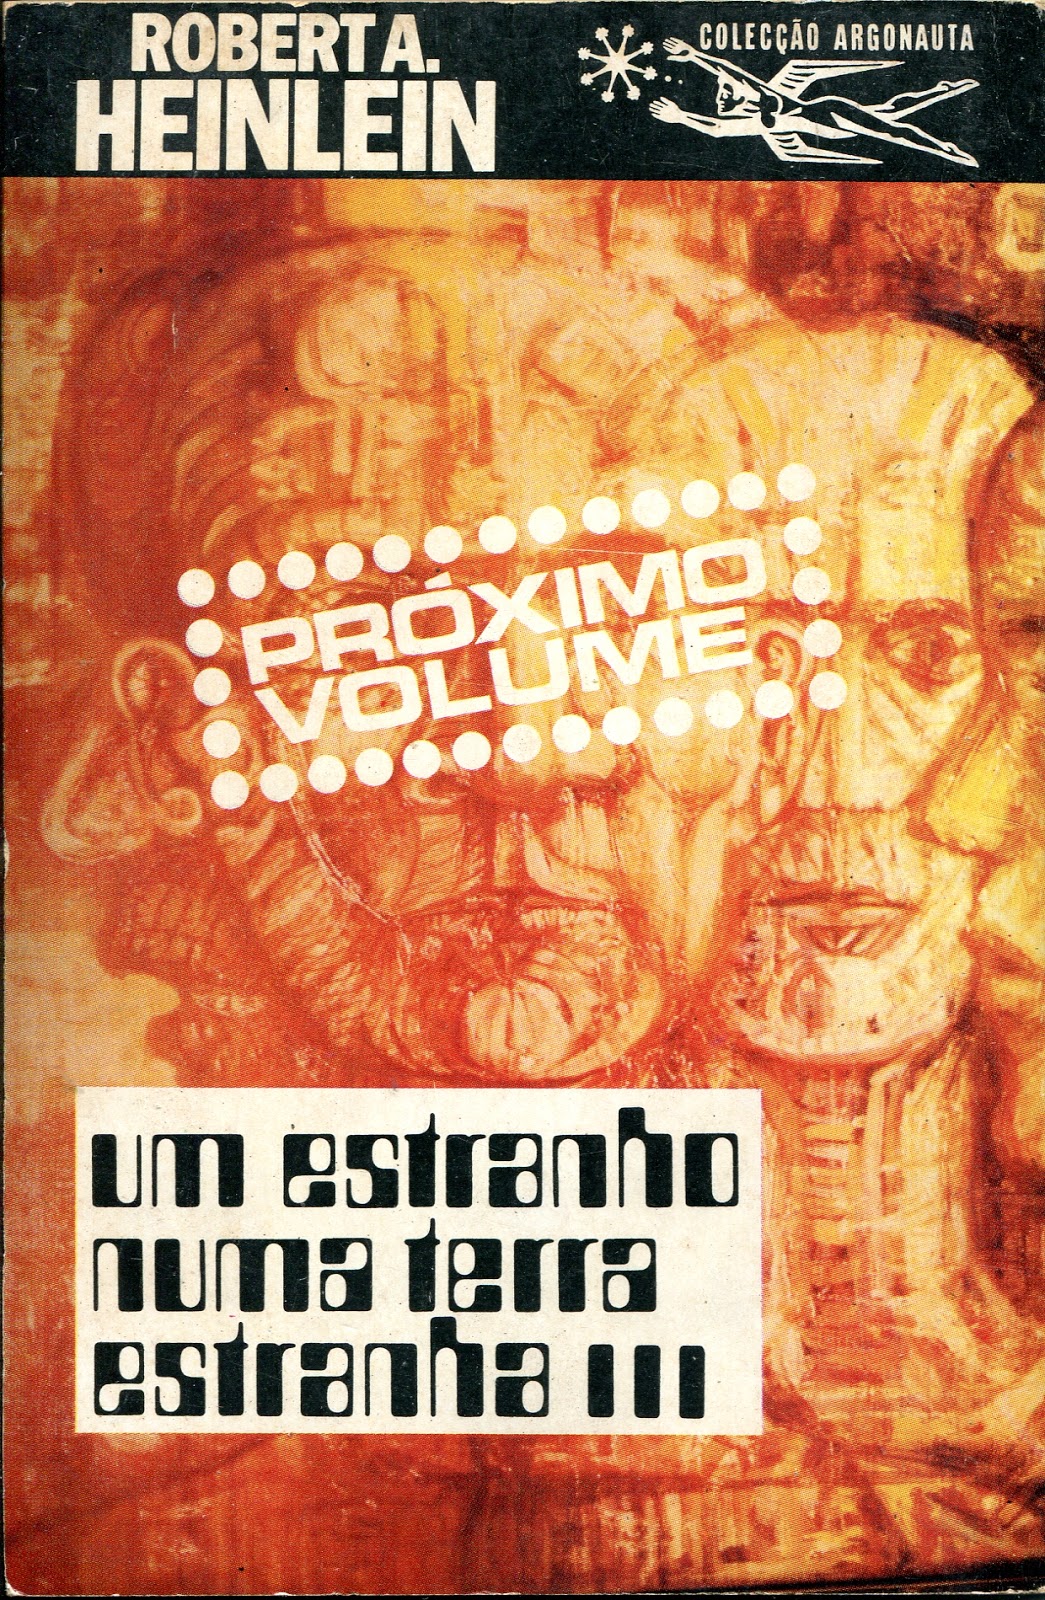 ROBERT A.
HEINLEIN
COLECÇÃO ARGONAUTA
PRÓXIMO
VOLUME
um estranho
numa terra
estranha III